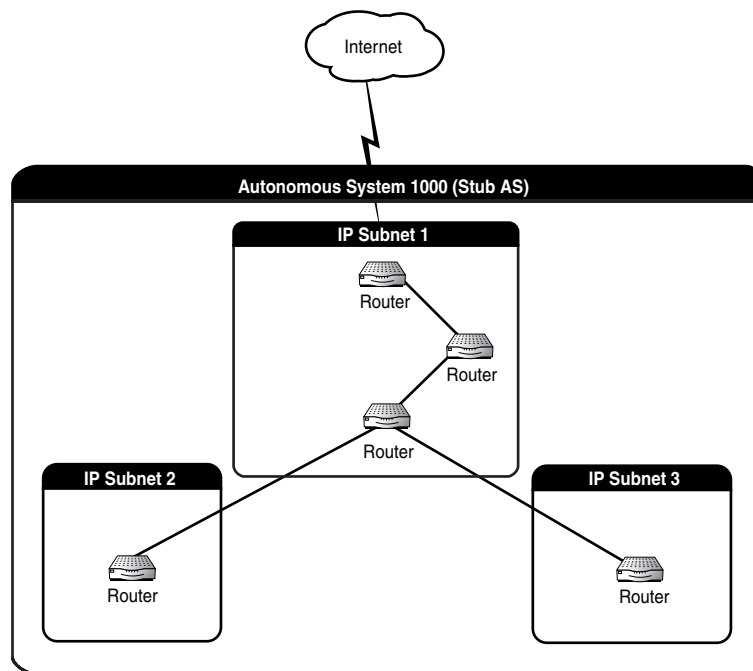 Internet
Autonomous System 1000 (Stub AS)
IP Subnet 1
Router
Router
Router
IP Subnet 2
IP Subnet 3
Router
Router